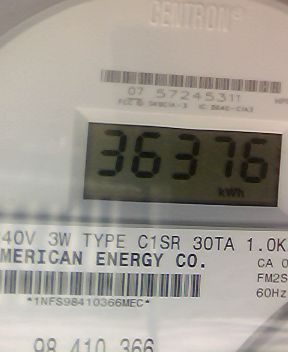 CENTRON®
07 57245311
36376
kWh
40V 3W TYPE C1SR 30TA 1.0K
MERICAN ENERGY CO.
CA 0
FM2S
60Hz
*1NFS98410366MEC*
98 410 366